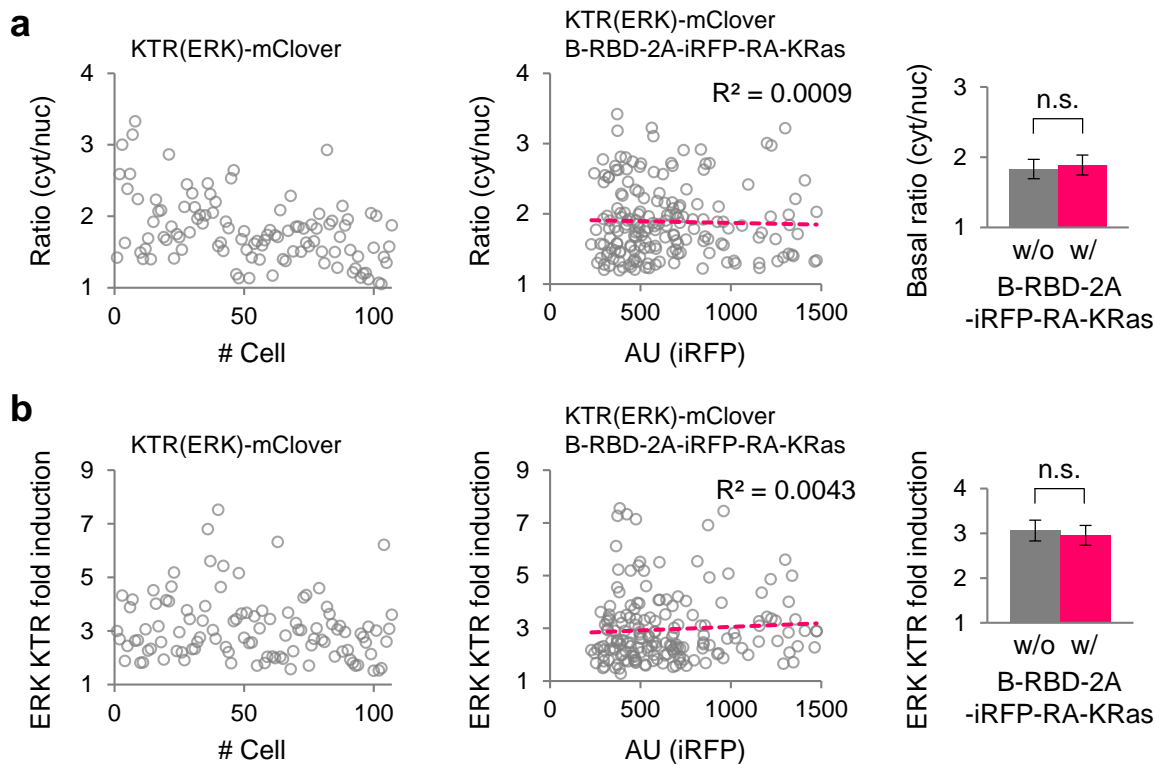 a
KTR(ERK)-mClover
Ratio (cyt/nuc)
4
3
2
1
0
50
100
# Cell
KTR(ERK)-mClover
B-RBD-2A-iRFP-RA-KRas
R² = 0.0009
Ratio (cyt/nuc)
4
3
2
1
0
500
1000
1500
AU (iRFP)
Basal ratio (cyt/nuc)
3
2
1
n.s.
w/o w/
B-RBD-2A
-iRFP-RA-KRas
b
KTR(ERK)-mClover
ERK KTR fold induction
9
7
5
3
1
0
50
100
# Cell
KTR(ERK)-mClover
B-RBD-2A-iRFP-RA-KRas
R² = 0.0043
ERK KTR fold induction
9
7
5
3
1
0
500
1000
1500
AU (iRFP)
ERK KTR fold induction
4
3
2
1
n.s.
w/o w/
B-RBD-2A
-iRFP-RA-KRas